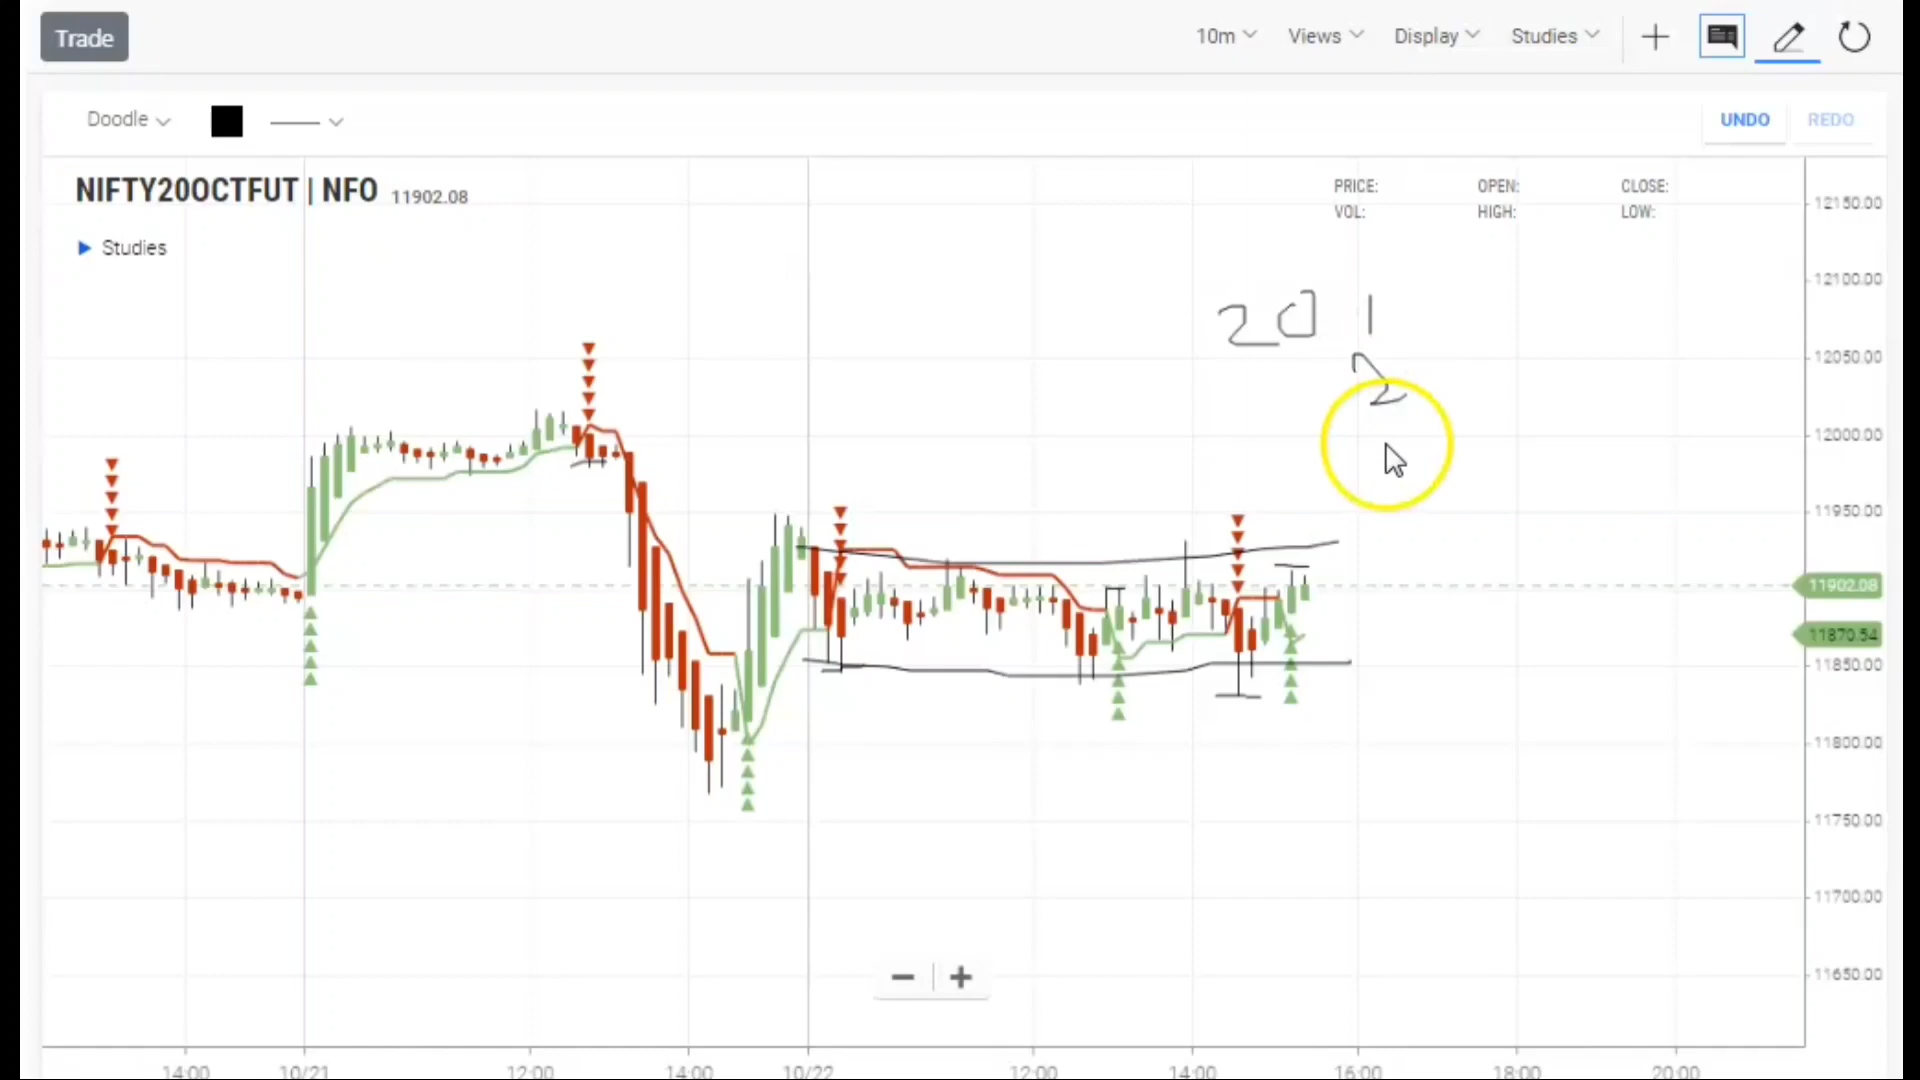 Trade
10m Views Display Studies
Doodle
UNDO REDO
NIFTY20OCTFUT | NFO 11902.08
PRICE: OPEN: CLOSE:
VOL: HIGH: LOW:
Studies
12150.00
12100.00
20 1
2
12050.00
12000.00
11950.00
11902.08
11870.54
11850.00
11800.00
11750.00
11700.00
11650.00
14:00 10/21 12:00 14:00 10/22 12:00 14:00 16:00 18:00 20:00